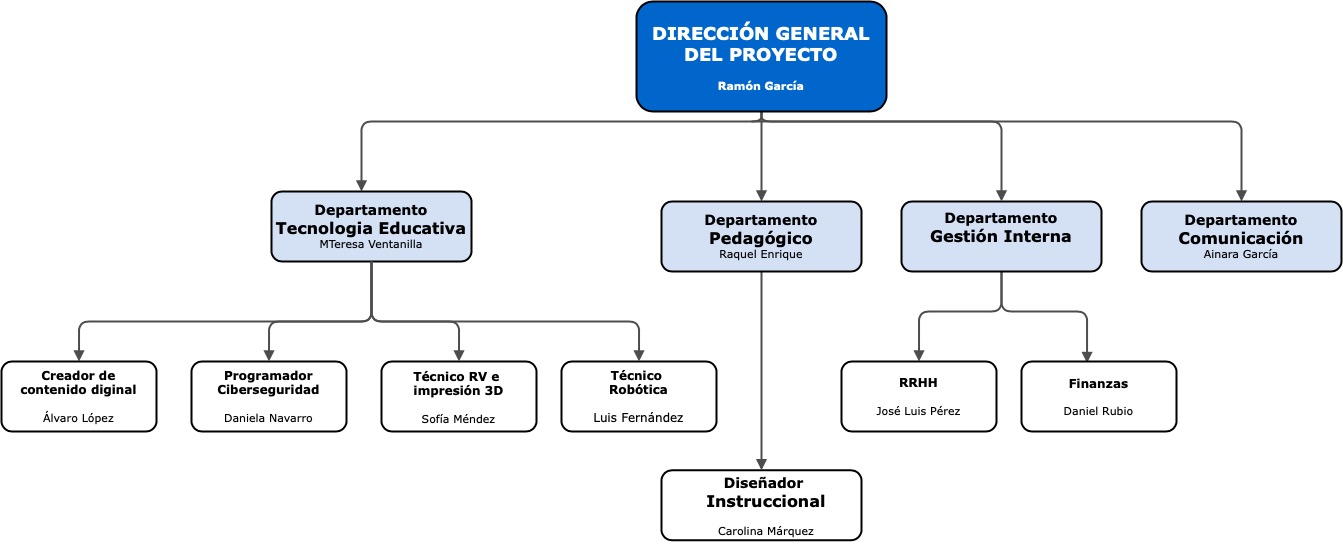 DIRECCIÓN GENERAL
DEL PROYECTO
Ramón García
Departamento
Tecnologia Educativa
MTeresa Ventanilla
Departamento
Pedagógico
Raquel Enrique
Departamento
Gestión Interna
Departamento
Comunicación
Ainara García
Creador de
contenido diginal
Álvaro López
Programador
Ciberseguridad
Daniela Navarro
Técnico RV e
impresión 3D
Sofía Méndez
Técnico
Robótica
Luis Fernández
RRHH
José Luis Pérez
Finanzas
Daniel Rubio
Diseñador
Instruccional
Carolina Márquez